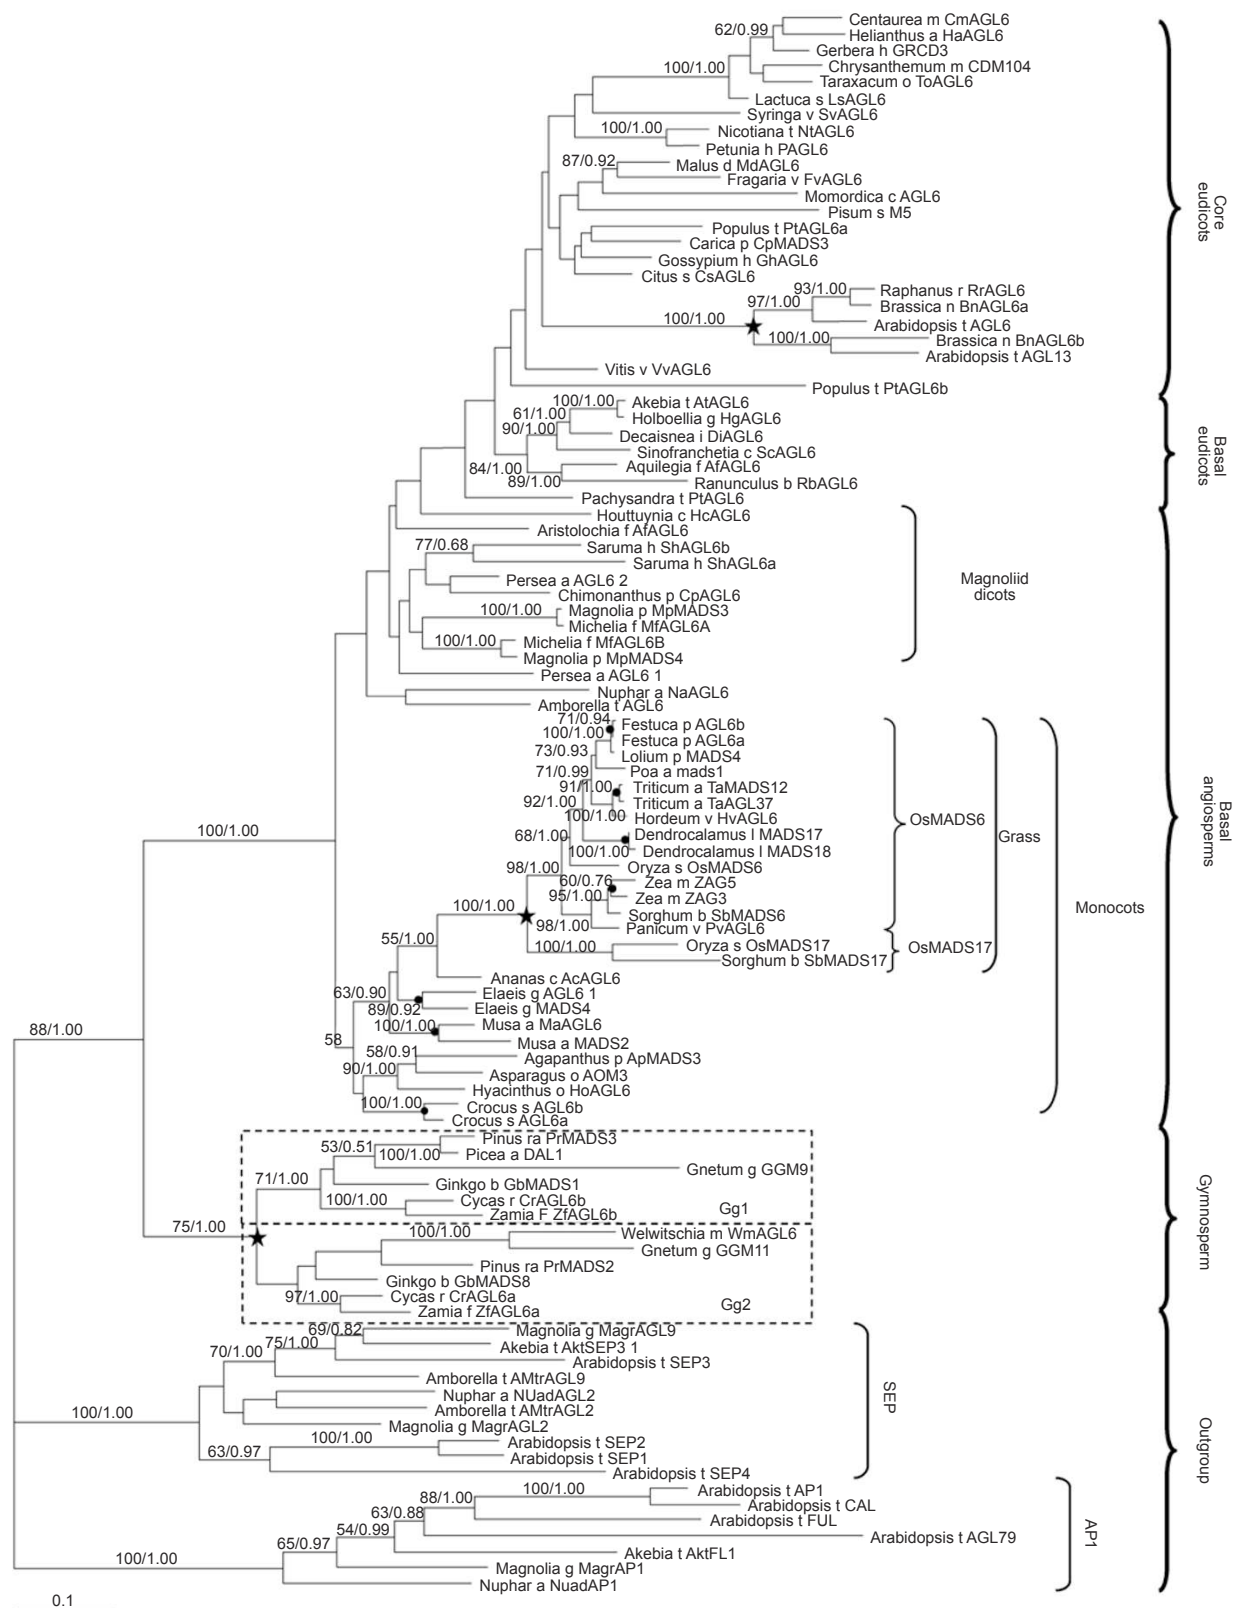 Centaurea m CmAGL6
62/0.99
Helianthus a HaAGL6
Gerbera h GRCD3
100/1.00
Chrysanthemum m CDM104
Taraxacum o ToAGL6
Lactuca s LsAGL6
Syringa v SvAGL6
100/1.00
Nicotiana t NtAGL6
Petunia h PAGL6
87/0.92
Malus d MdAGL6
Fragaria v FvAGL6
Momordica c AGL6
Pisum s M5
Populus t PtAGL6a
Carica p CpMADS3
Gossypium h GhAGL6
Citus s CsAGL6
Core
eudicots
93/1.00
Raphanus r RrAGL6
97/1.00
Brassica n BnAGL6a
100/1.00
Arabidopsis t AGL6
100/1.00
Brassica n BnAGL6b
Arabidopsis t AGL13
Vitis v VvAGL6
Populus t PtAGL6b
100/1.00
Akebia t AtAGL6
61/1.00
Holboellia g HgAGL6
90/1.00
Decaisnea i DiAGL6
Sinofranchetia c ScAGL6
84/1.00
Aquilegia f AfAGL6
89/1.00
Ranunculus b RbAGL6
Pachysandra t PtAGL6
Basal
eudicots
Houttuynia c HcAGL6
Aristolochia f AfAGL6
77/0.68
Saruma h ShAGL6b
Saruma h ShAGL6a
Persea a AGL6 2
Chimonanthus p CpAGL6
100/1.00
Magnolia p MpMADS3
Michelia f MfAGL6A
100/1.00
Michelia f MfAGL6B
Magnolia p MpMADS4
Persea a AGL6 1
Magnoliid
dicots
Nuphar a NaAGL6
Amborella t AGL6
71/0.94
Festuca p AGL6b
100/1.00
Festuca p AGL6a
73/0.93
Lolium p MADS4
71/0.99
Poa a mads1
91/1.00
Triticum a TaMADS12
92/1.00
Triticum a TaAGL37
100/1.00
Hordeum v HvAGL6
68/1.00
Dendrocalamus l MADS17
100/1.00
Dendrocalamus l MADS18
98/1.00
Oryza s OsMADS6
60/0.76
Zea m ZAG5
95/1.00
Zea m ZAG3
Sorghum b SbMADS6
98/1.00
Panicum v PvAGL6
100/1.00
100/1.00
Oryza s OsMADS17
Sorghum b SbMADS17
OsMADS6
OsMADS17
Grass
Monocots
Basal
angiosperms
100/1.00
55/1.00
Ananas c AcAGL6
63/0.90
Elaeis g AGL6 1
89/0.92
Elaeis g MADS4
100/1.00
Musa a MaAGL6
Musa a MADS2
58
58/0.91
Agapanthus p ApMADS3
90/1.00
Asparagus o AOM3
Hyacinthus o HoAGL6
100/1.00
Crocus s AGL6b
Crocus s AGL6a
88/1.00
Pinus ra PrMADS3
53/0.51
100/1.00
Picea a DAL1
Gnetum g GGM9
71/1.00
Ginkgo b GbMADS1
100/1.00
Cycas r CrAGL6b
Zamia F ZfAGL6b
Gg1
75/1.00
100/1.00
Welwitschia m WmAGL6
Gnetum g GGM11
Pinus ra PrMADS2
Ginkgo b GbMADS8
97/1.00
Cycas r CrAGL6a
Zamia f ZfAGL6a
Gg2
Gymnosperm
69/0.82
Magnolia g MagrAGL9
75/1.00
Akebia t AktSEP3 1
70/1.00
Arabidopsis t SEP3
Amborella t AMtrAGL9
Nuphar a NUadAGL2
Amborella t AMtrAGL2
100/1.00
Magnolia g MagrAGL2
100/1.00
Arabidopsis t SEP2
63/0.97
Arabidopsis t SEP1
Arabidopsis t SEP4
SEP
Outgroup
100/1.00
Arabidopsis t AP1
88/1.00
Arabidopsis t CAL
63/0.88
Arabidopsis t FUL
54/0.99
Arabidopsis t AGL79
65/0.97
Akebia t AktFL1
100/1.00
Magnolia g MagrAP1
Nuphar a NuadAP1
AP1
0.1